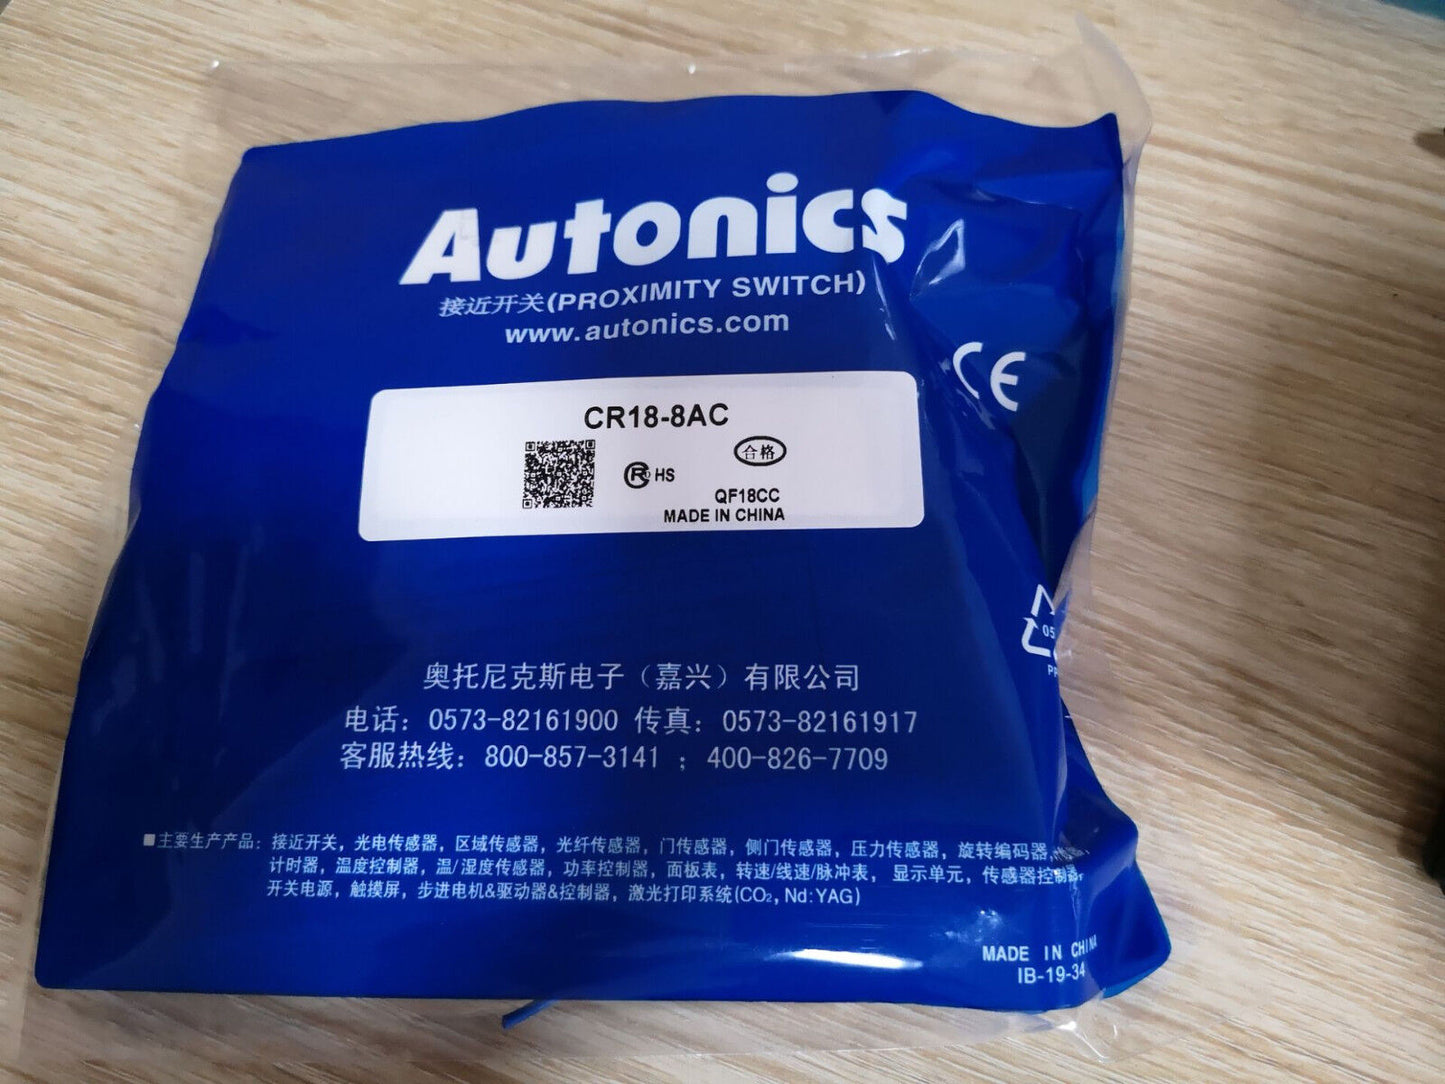 Autonics
接近开关(PROXIMITY SWITCH)
www.autonics.com
CE
CR18-8AC
合格
R HS
QF18CC
MADE IN CHINA
05
奥托尼克斯电子（嘉兴）有限公司
电话：0573-82161900 传真：0573-82161917
客服热线：800-857-3141 ；400-826-7709
■主要生产产品：接近开关，光电传感器，区域传感器，光纤传感器，门传感器，侧门传感器，压力传感器，旋转编码器，
计时器，温度控制器，温/湿度传感器，功率控制器，面板表，转速/线速/脉冲表，显示单元，传感器控制器，
开关电源，触摸屏，步进电机&驱动器&控制器，激光打印系统(CO₂, Nd:YAG)
MADE IN CHINA
IB-19-34